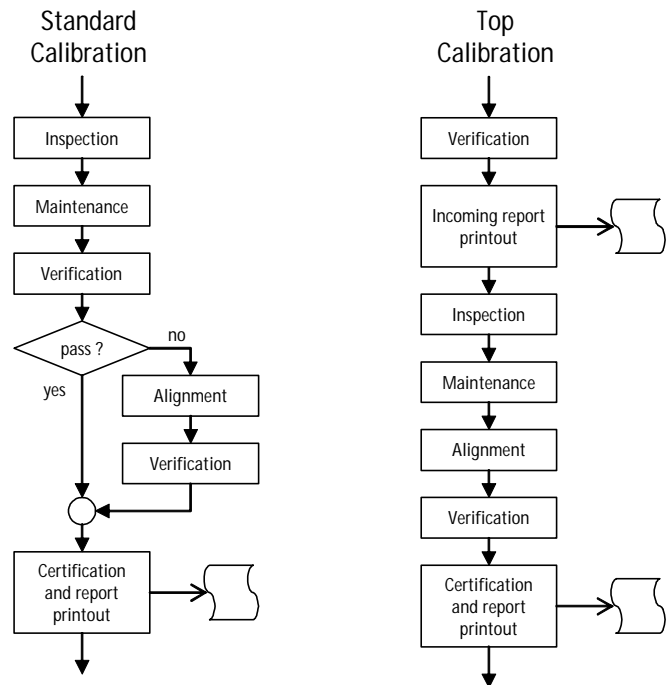 Standard
Calibration
Inspection
Maintenance
Verification
pass ?
no
yes
Alignment
Verification
Certification
and report
printout
Top
Calibration
Verification
Incoming report
printout
Inspection
Maintenance
Alignment
Verification
Certification
and report
printout